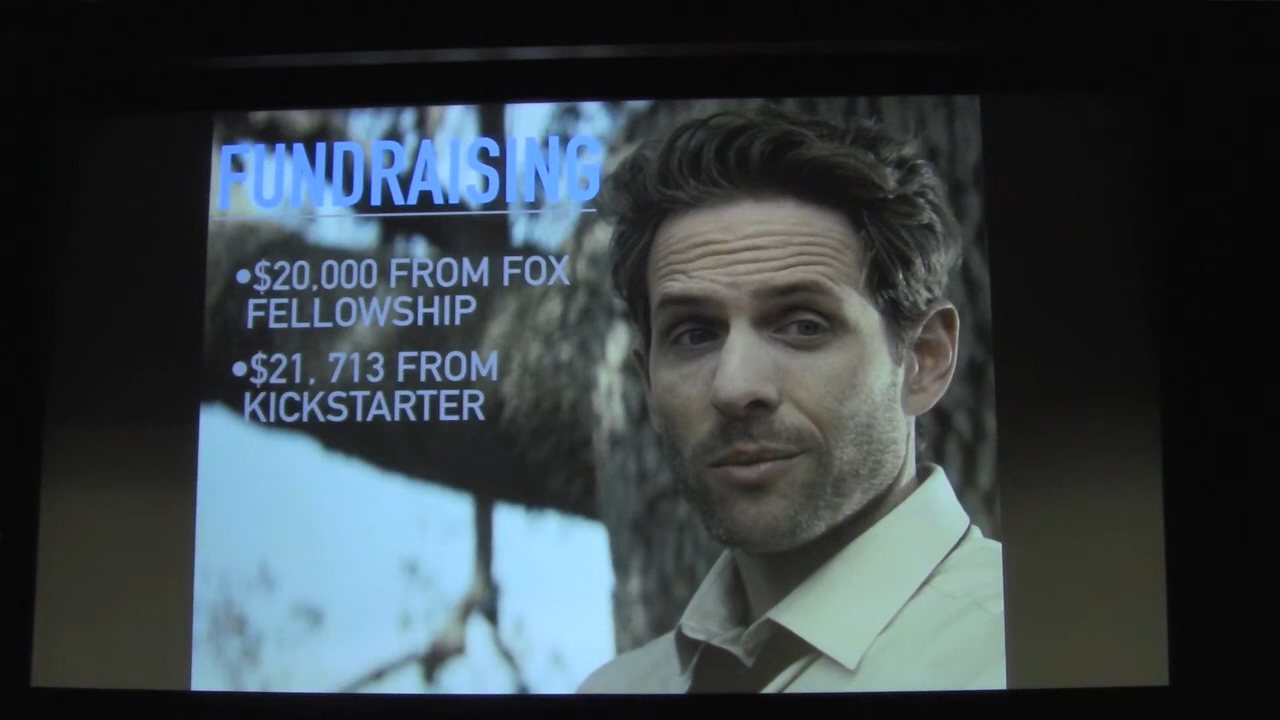 FUNDRAISING
•$20,000 FROM FOX
FELLOWSHIP
•$21, 713 FROM
KICKSTARTER